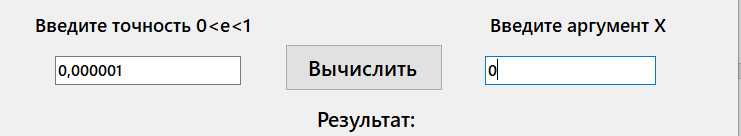 Введите точность 0<e<1
Введите аргумент X
0,000001
Вычислить
0
Результат: